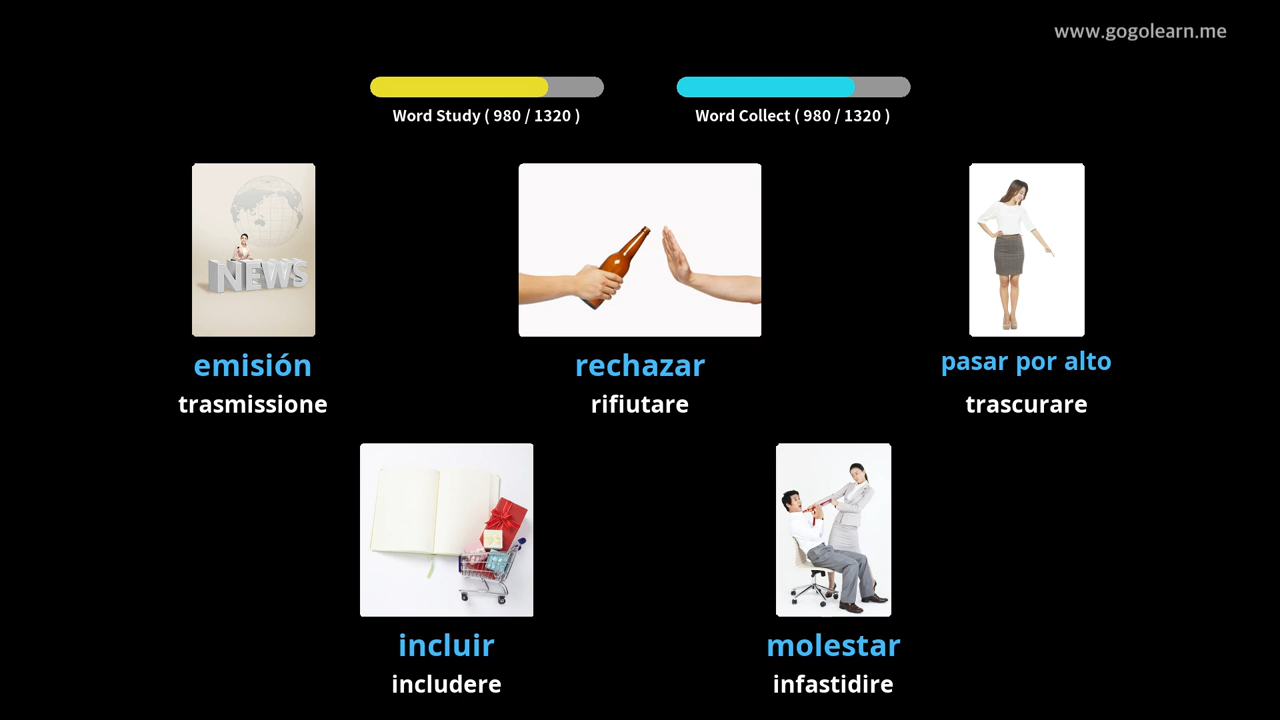 www.gogolearn.me
Word Study ( 980 / 1320 )
Word Collect ( 980 / 1320 )
NEWS
emisión
trasmissione
rechazar
rifiutare
pasar por alto
trascurare
incluir
includere
molestar
infastidire